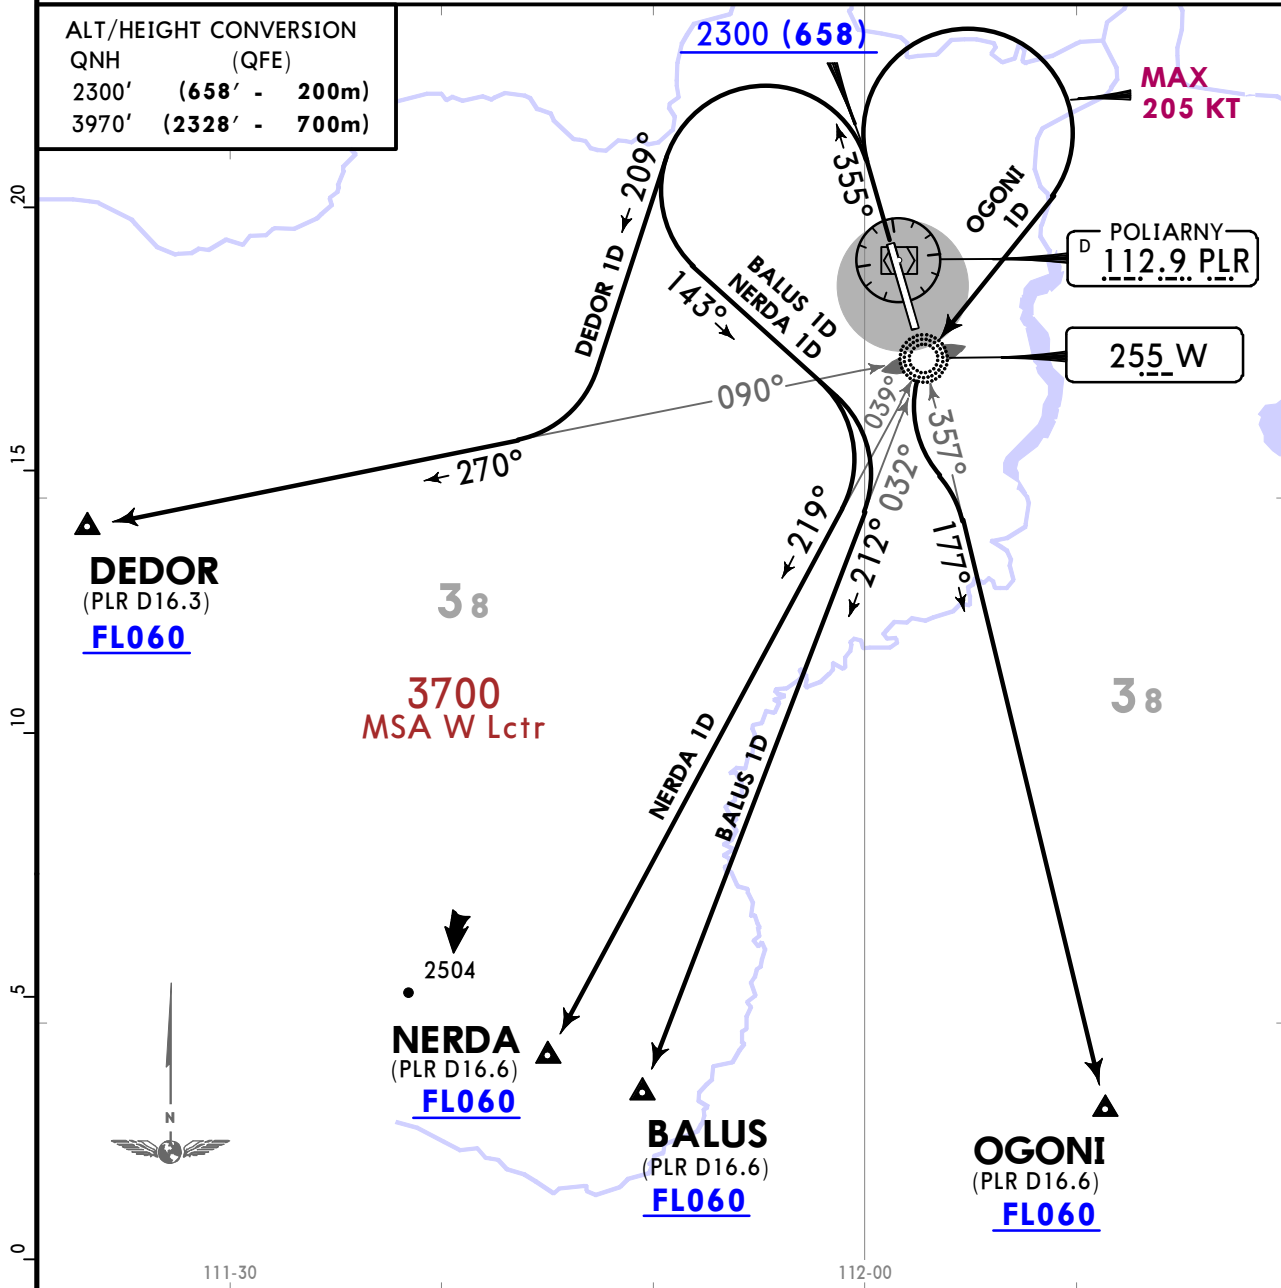 ALT/HEIGHT CONVERSION
QNH (QFE)
2300' (658' - 200m)
3970' (2328' - 700m)
2300 (658)
MAX
205 KT
209°
355°
OGONI
1D
D POLIARNY
112.9 PLR
255 W
DEDOR 1D
143°
BALUS 1D
NERDA 1D
090°
039°
032°
357°
270°
219°
212°
177°
DEDOR
(PLR D16.3)
FL060
38
3700
MSA W Lctr
38
NERDA 1D
BALUS 1D
2504
NERDA
(PLR D16.6)
FL060
BALUS
(PLR D16.6)
FL060
OGONI
(PLR D16.6)
FL060
N
20
15
10
5
0
111-30
112-00